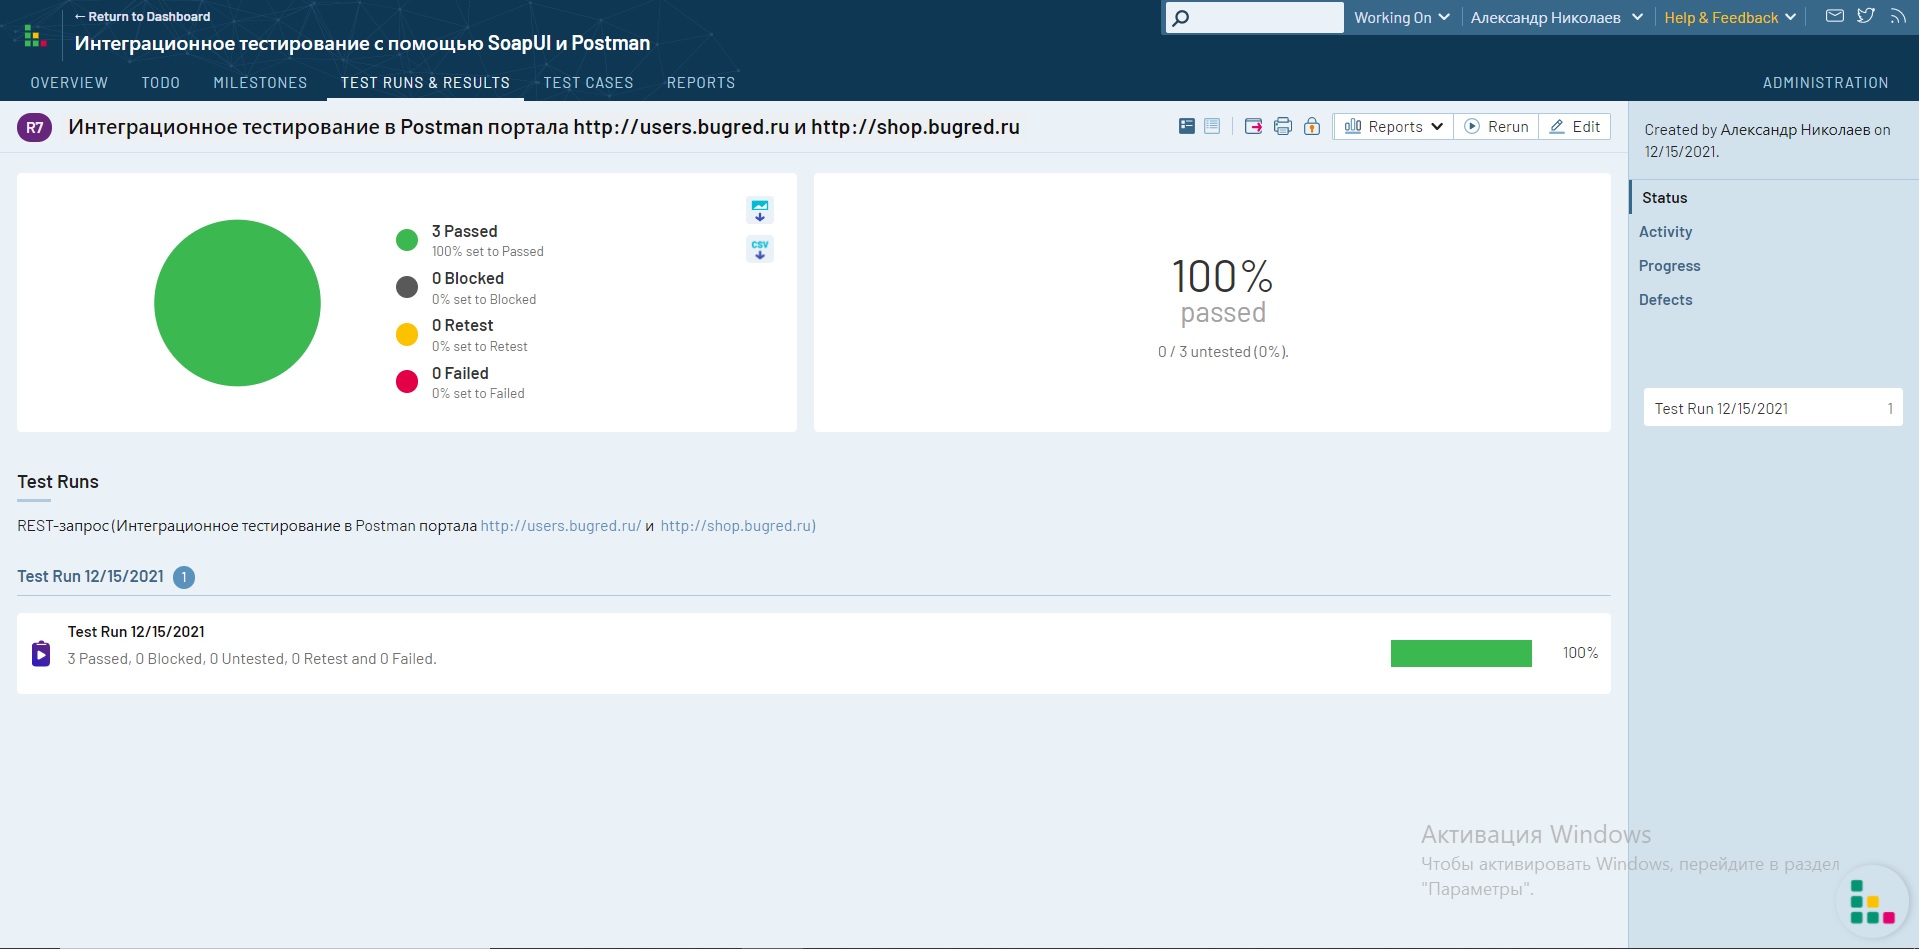 ← Return to Dashboard
Интеграционное тестирование с помощью SoapUI и Postman
Working On
Александр Николаев
Help & Feedback
OVERVIEW TODO MILESTONES TEST RUNS & RESULTS TEST CASES REPORTS ADMINISTRATION
R7 Интеграционное тестирование в Postman портала http://users.bugred.ru и http://shop.bugred.ru
Reports Rerun Edit
Created by Александр Николаев on
12/15/2021.
Status
Activity
Progress
Defects
Test Run 12/15/2021 1
3 Passed
100% set to Passed
0 Blocked
0% set to Blocked
0 Retest
0% set to Retest
0 Failed
0% set to Failed
CSV
100%
passed
0 / 3 untested (0%).
Test Runs
REST-запрос (Интеграционное тестирование в Postman портала http://users.bugred.ru/ и http://shop.bugred.ru)
Test Run 12/15/2021 1
Test Run 12/15/2021
3 Passed, 0 Blocked, 0 Untested, 0 Retest and 0 Failed.
100%
Активация Windows
Чтобы активировать Windows, перейдите в раздел
"Параметры".